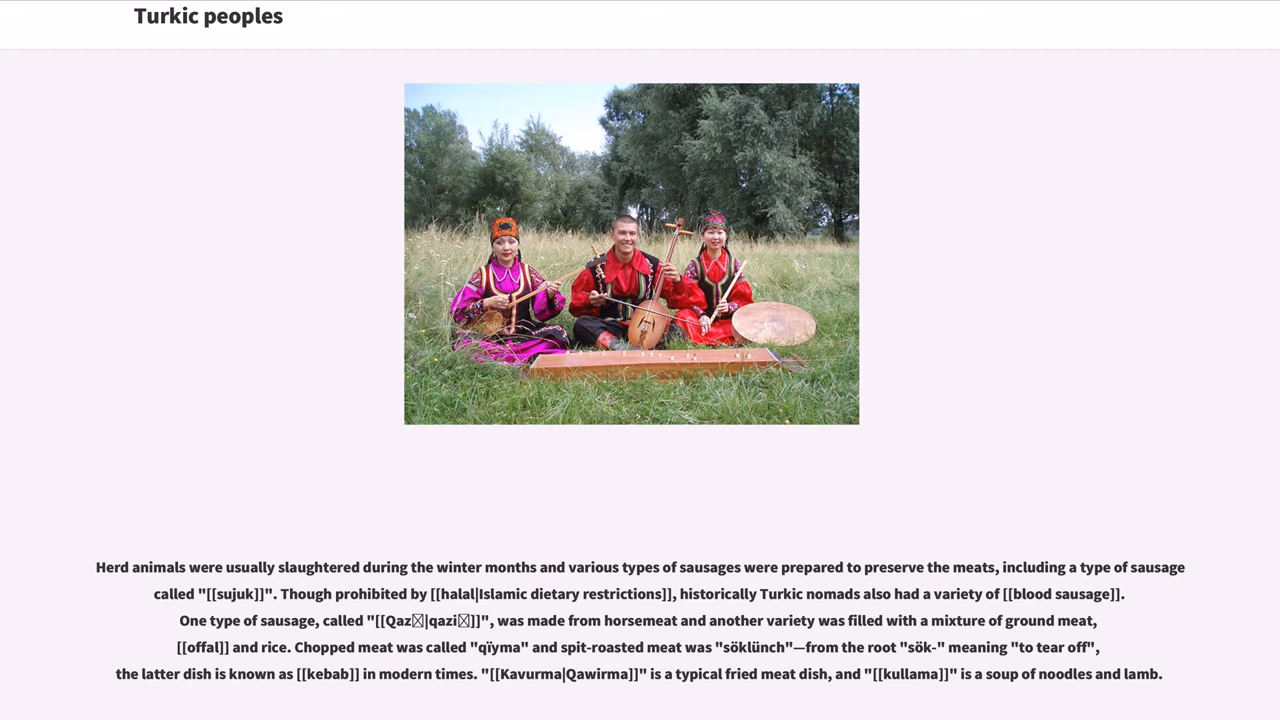 Turkic peoples
Herd animals were usually slaughtered during the winter months and various types of sausages were prepared to preserve the meats, including a type of sausage
called "[[sujuk]]". Though prohibited by [[halal|Islamic dietary restrictions]], historically Turkic nomads also had a variety of [[blood sausage]].
One type of sausage, called "[[Qaz�|qazi�]]", was made from horsemeat and another variety was filled with a mixture of ground meat,
[[offal]] and rice. Chopped meat was called "qïyma" and spit-roasted meat was "söklünch"—from the root "sök-" meaning "to tear off",
the latter dish is known as [[kebab]] in modern times. "[[Kavurma|Qawirma]]" is a typical fried meat dish, and "[[kullama]]" is a soup of noodles and lamb.